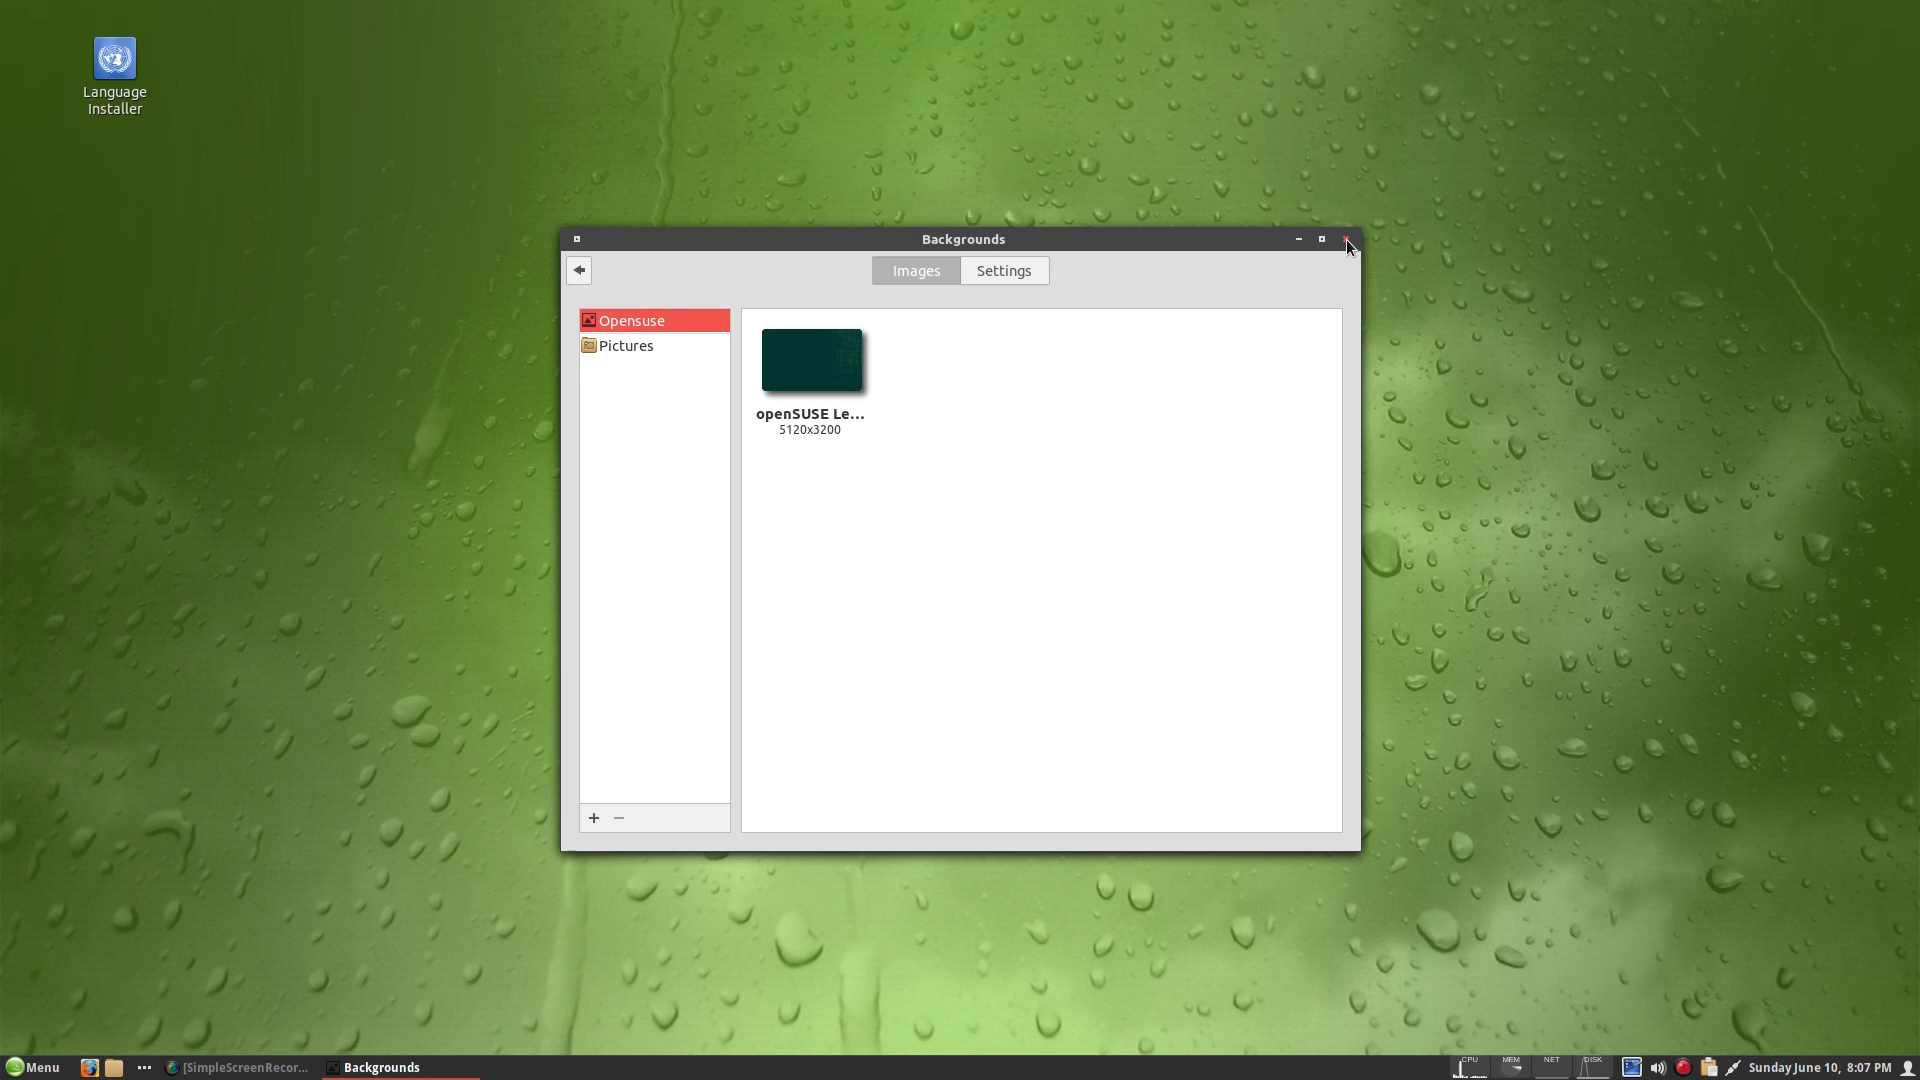 Language
Installer
Backgrounds
Images
Settings
Opensuse
Pictures
openSUSE Le...
5120x3200
Menu
[SimpleScreenRecor...
Backgrounds
CPU
MEM
NET
DISK
Sunday June 10, 8:07 PM